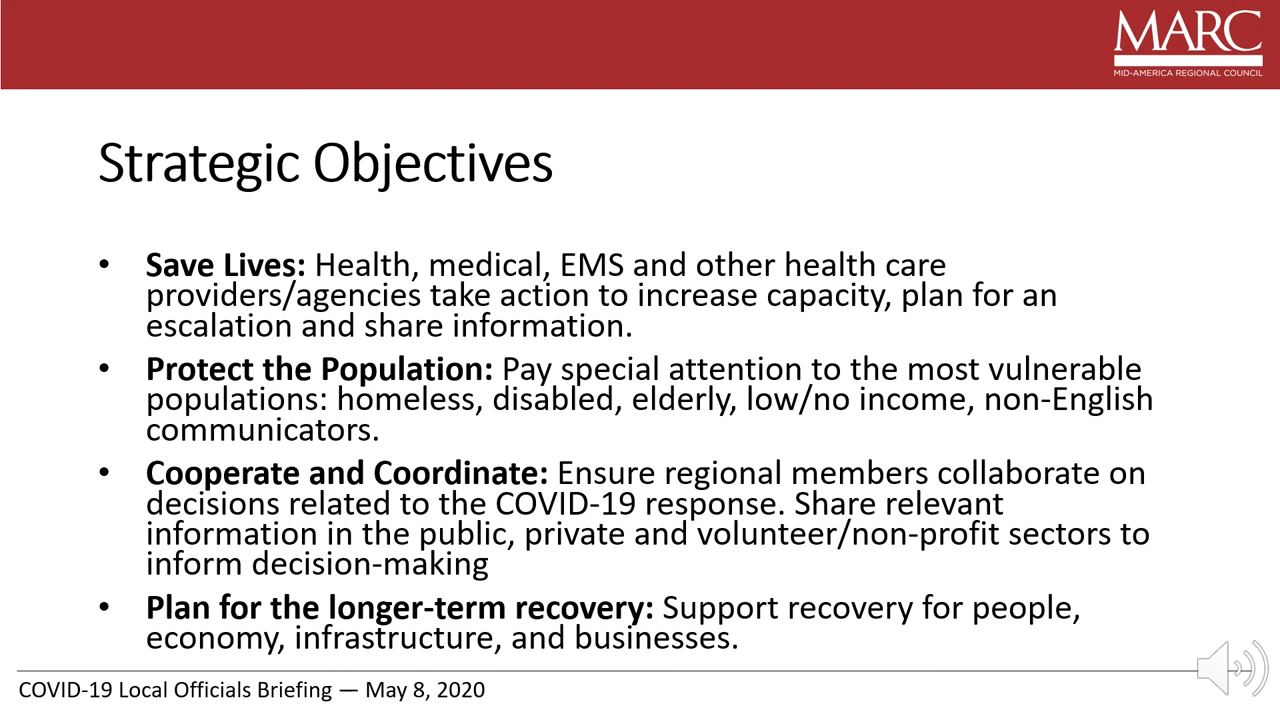 MARC
MID-AMERICA REGIONAL COUNCIL
Strategic Objectives
• Save Lives: Health, medical, EMS and other health care
providers/agencies take action to increase capacity, plan for an
escalation and share information.
• Protect the Population: Pay special attention to the most vulnerable
populations: homeless, disabled, elderly, low/no income, non-English
communicators.
• Cooperate and Coordinate: Ensure regional members collaborate on
decisions related to the COVID-19 response. Share relevant
information in the public, private and volunteer/non-profit sectors to
inform decision-making
• Plan for the longer-term recovery: Support recovery for people,
economy, infrastructure, and businesses.
COVID-19 Local Officials Briefing — May 8, 2020